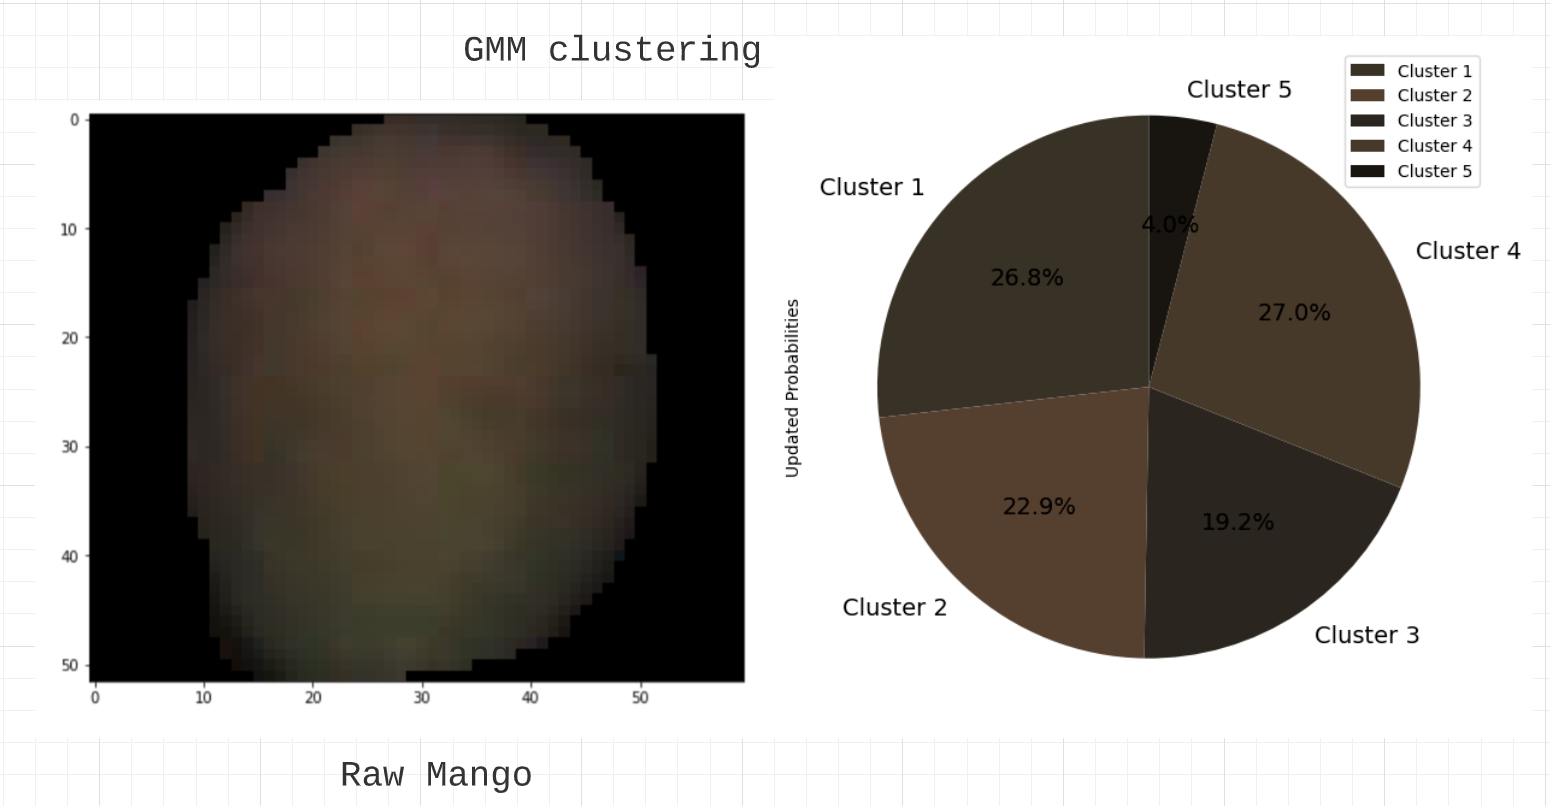 GMM clustering
0
10
20
30
40
50
0 10 20 30 40 50
Raw Mango
Updated Probabilities
Cluster 1
Cluster 2
Cluster 3
Cluster 4
Cluster 5
26.8%
22.9%
19.2%
27.0%
4.0%
Cluster 1
Cluster 2
Cluster 3
Cluster 4
Cluster 5